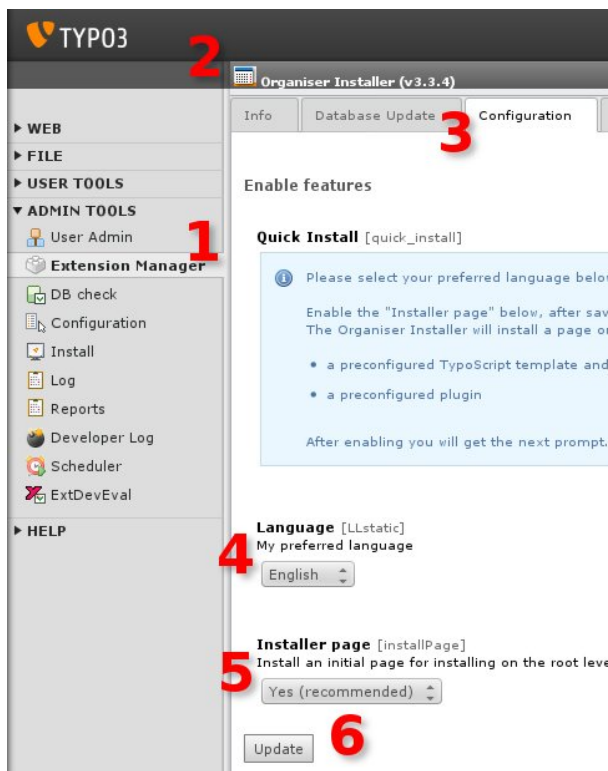 TYPO3
2
Organiser Installer (v3.3.4)
Info
Database Update
3
Configuration
WEB
FILE
USER TOOLS
ADMIN TOOLS
User Admin
1
Extension Manager
DB check
Configuration
Install
Log
Reports
Developer Log
Scheduler
ExtDevEval
HELP
Enable features
Quick Install [quick_install]
Please select your preferred language below
Enable the "Installer page" below, after sav
The Organiser Installer will install a page on
• a preconfigured TypoScript template and
• a preconfigured plugin
After enabling you will get the next prompt.
Language [LLstatic]
4
My preferred language
English
Installer page [installPage]
5
Install an initial page for installing on the root leve
Yes (recommended)
6
Update